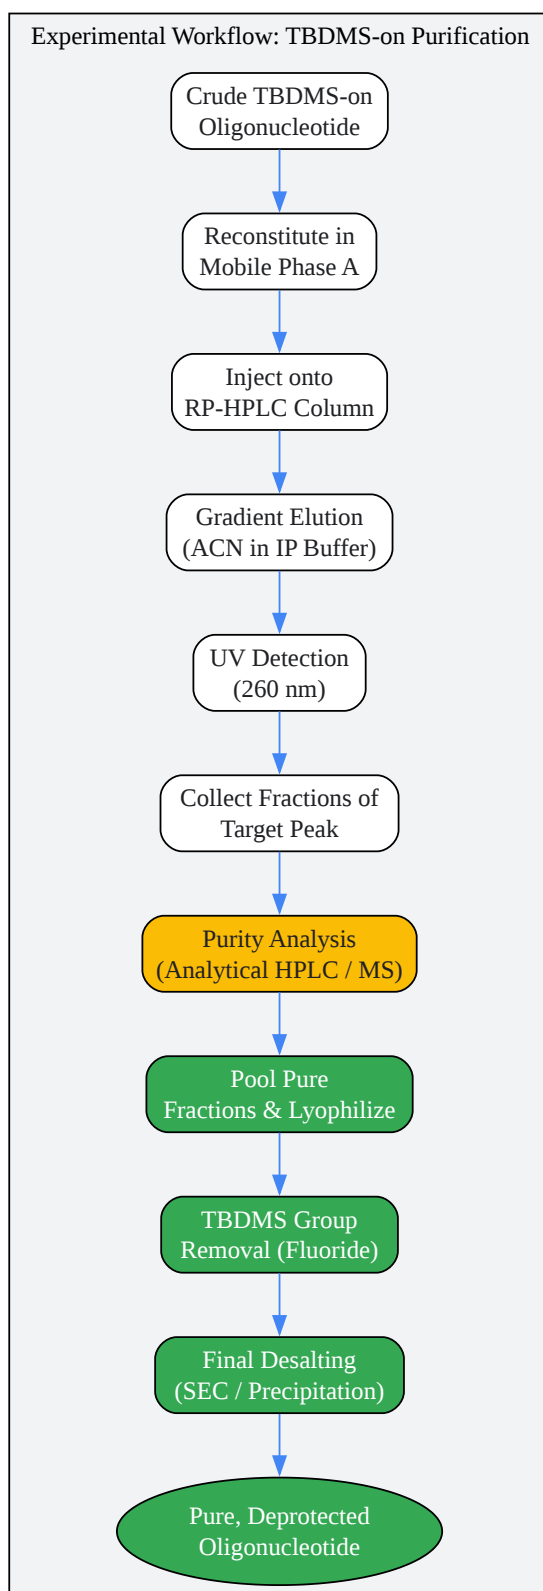 Experimental Workflow: TBDMS-on Purification
Crude TBDMS-on
Oligonucleotide
Reconstitute in
Mobile Phase A
Inject onto
RP-HPLC Column
Gradient Elution
(ACN in IP Buffer)
UV Detection
(260 nm)
Collect Fractions of
Target Peak
Purity Analysis
(Analytical HPLC / MS)
Pool Pure
Fractions & Lyophilize
TBDMS Group
Removal (Fluoride)
Final Desalting
(SEC / Precipitation)
Pure, Deprotected
Oligonucleotide